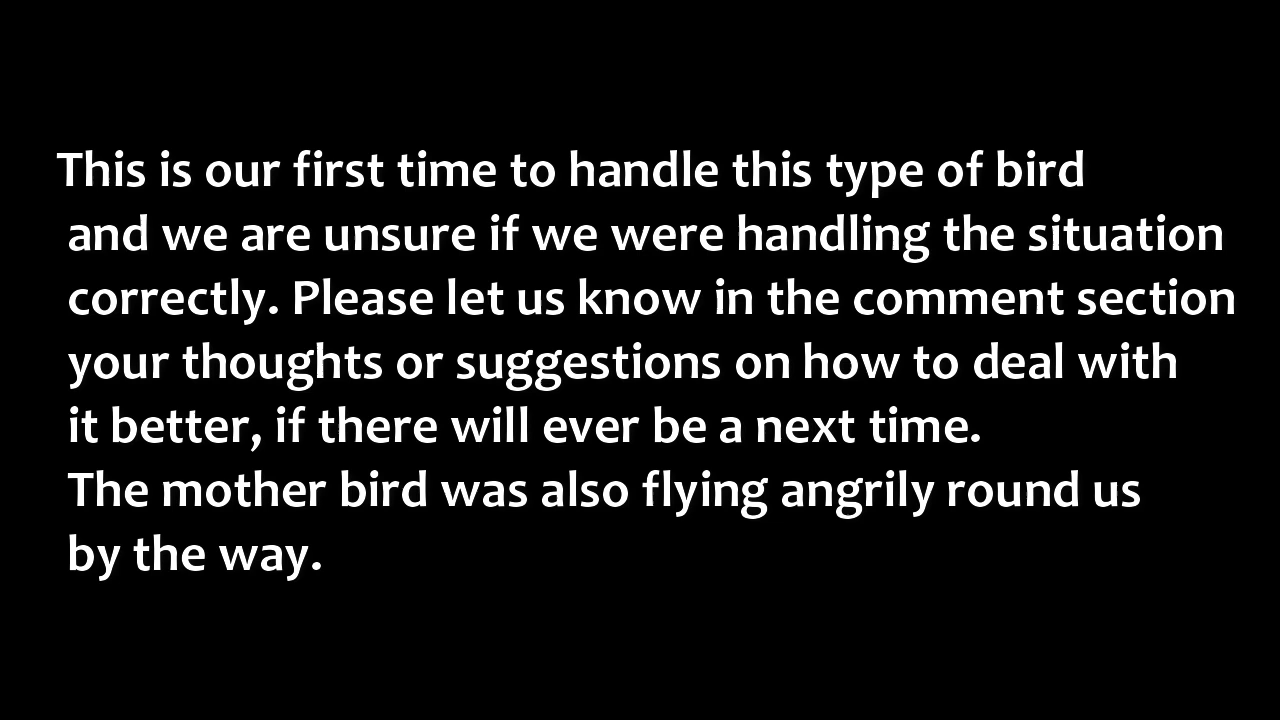 This is our first time to handle this type of bird
and we are unsure if we were handling the situation
correctly. Please let us know in the comment section
your thoughts or suggestions on how to deal with
it better, if there will ever be a next time.
The mother bird was also flying angrily round us
by the way.